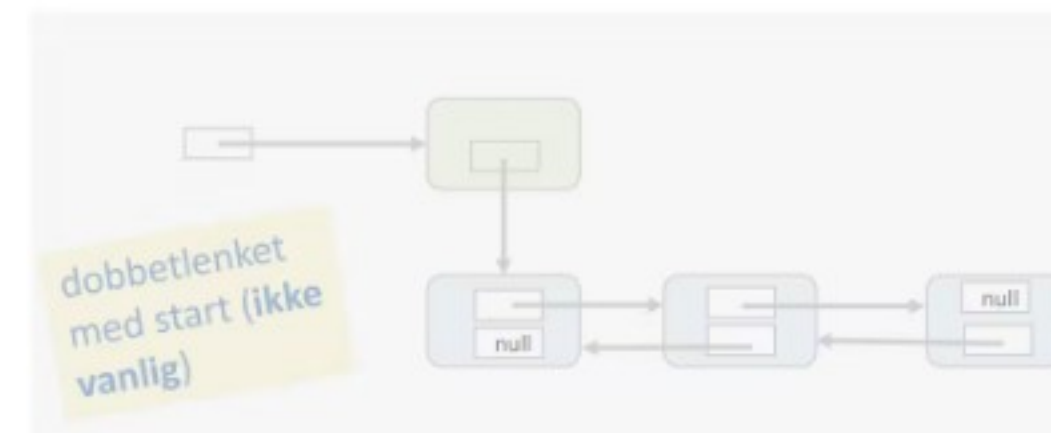 dobbetlenket
med start (ikke
vanlig)
null
null